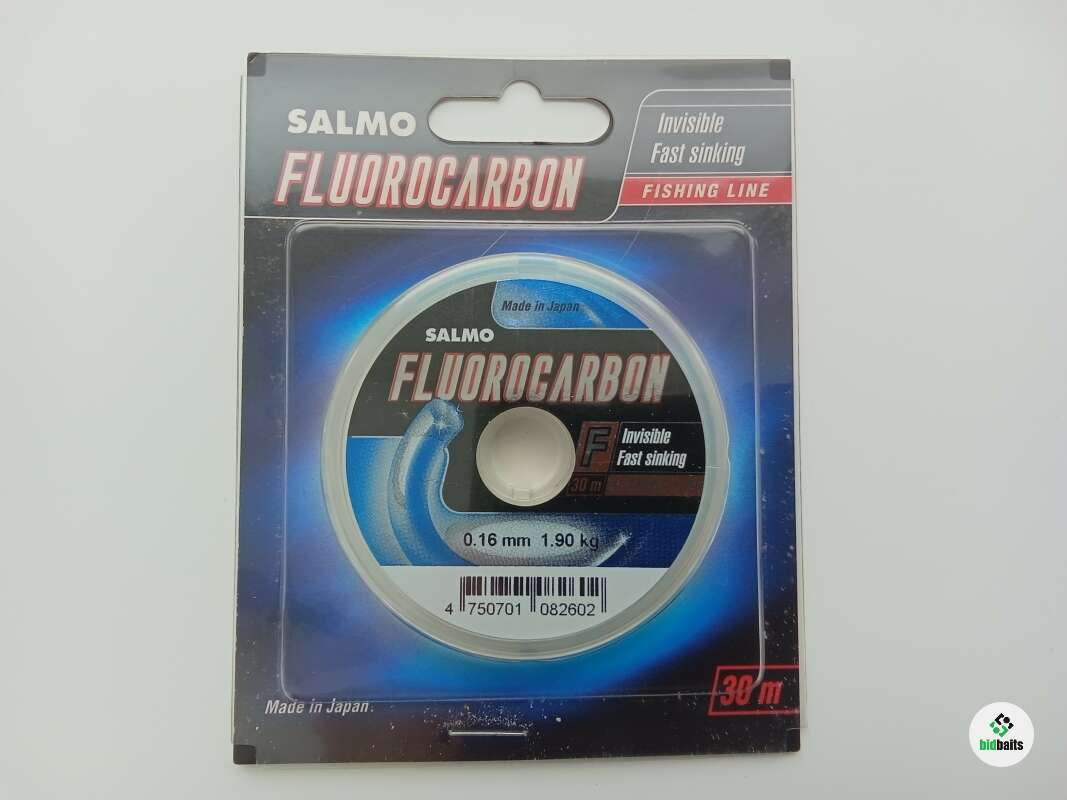 SALMO
FLUOROCARBON
Invisible
Fast sinking
FISHING LINE
Made in Japan
SALMO
FLUOROCARBON
F
Invisible
Fast sinking
30 m
0.16 mm 1.90 kg
4 750701 082602
30 m
Made in Japan
bidbaits